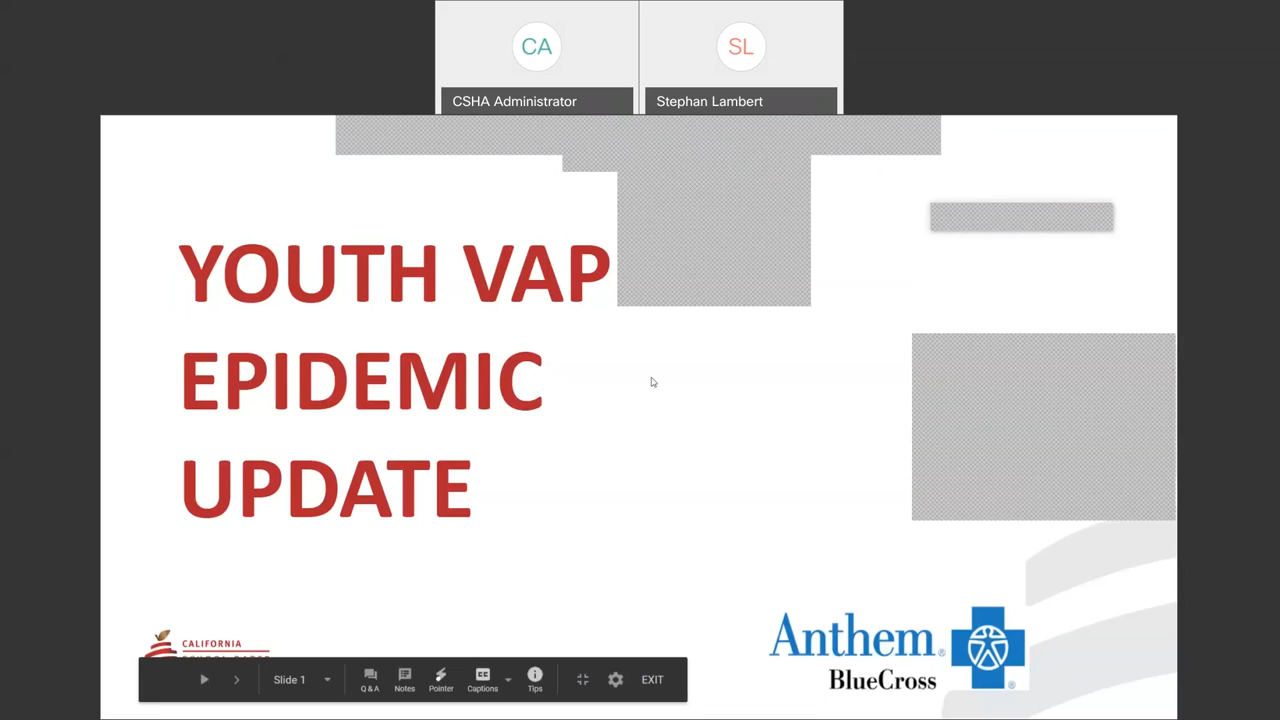 CA
SL
CSHA Administrator
Stephan Lambert
YOUTH VAP
EPIDEMIC
UPDATE
CALIFORNIA
Anthem®
BlueCross ®
Slide 1
Q & A
Notes
Pointer
CC
Captions
Tips
EXIT